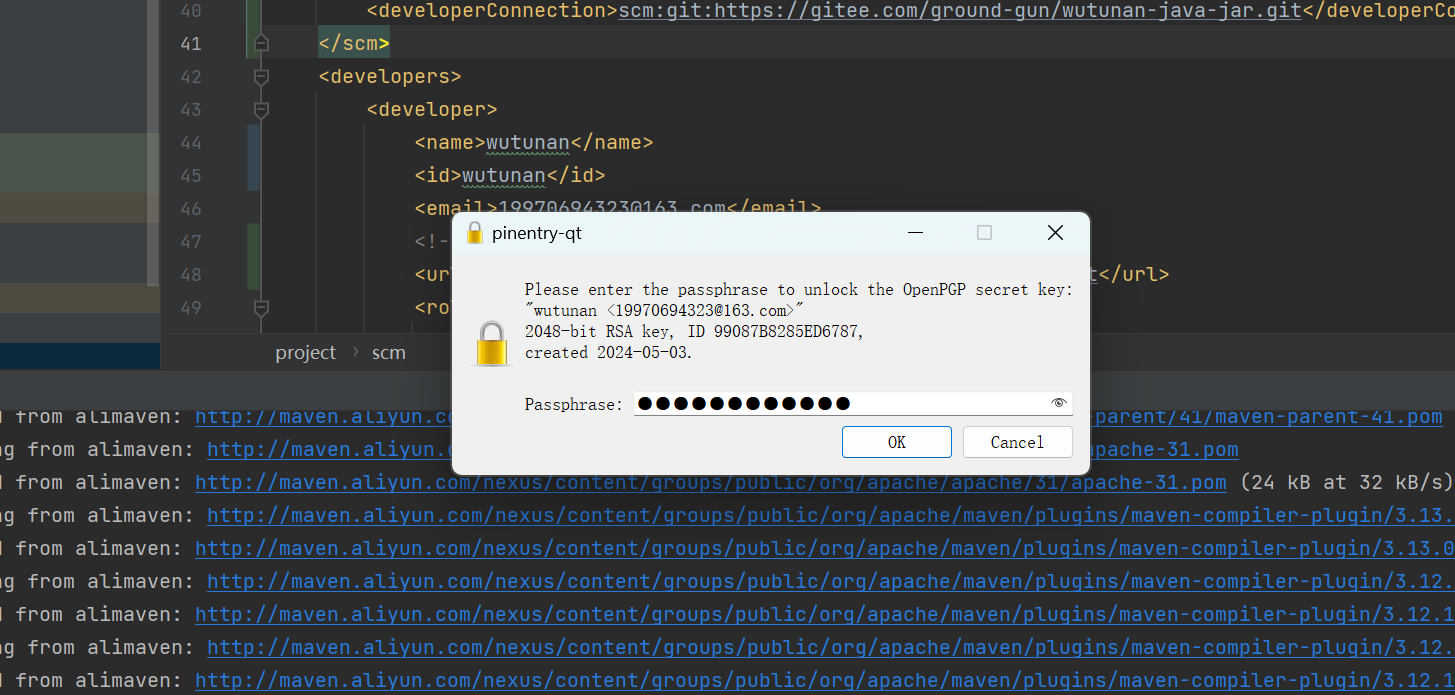 40 <developerConnection>scm:git:https://gitee.com/ground-gun/wutunan-java-jar.git</developerCo
41 </scm>
42 <developers>
43 <developer>
44 <name>wutunan</name>
45 <id>wutunan</id>
46 <email>199706943230163.com</email>
47 <!-
48 <url t</url>
49 <ro
pinentry-qt
Please enter the passphrase to unlock the OpenPGP secret key:
"wutunan <19970694323@163.com>"
2048-bit RSA key, ID 99087B8285ED6787,
created 2024-05-03.
Passphrase: ●●●●●●●●●●●●
OK Cancel
project › scm
from alimaven: http://maven.aliyun.co -parent/41/maven-parent-41.pom
ng from alimaven: http://maven.aliyun. apache-31.pom
from alimaven: http://maven.aliyun.com/nexus/content/groups/public/org/apache/apache/31/apache-31.pom (24 kB at 32 kB/s)
ng from alimaven: http://maven.aliyun.com/nexus/content/groups/public/org/apache/maven/plugins/maven-compiler-plugin/3.13.
from alimaven: http://maven.aliyun.com/nexus/content/groups/public/org/apache/maven/plugins/maven-compiler-plugin/3.13.0
ng from alimaven: http://maven.aliyun.com/nexus/content/groups/public/org/apache/maven/plugins/maven-compiler-plugin/3.12.
from alimaven: http://maven.aliyun.com/nexus/content/groups/public/org/apache/maven/plugins/maven-compiler-plugin/3.12.1
ng from alimaven: http://maven.aliyun.com/nexus/content/groups/public/org/apache/maven/plugins/maven-compiler-plugin/3.12.
from alimaven: http://maven.aliyun.com/nexus/content/groups/public/org/apache/maven/plugins/maven-compiler-plugin/3.12.1